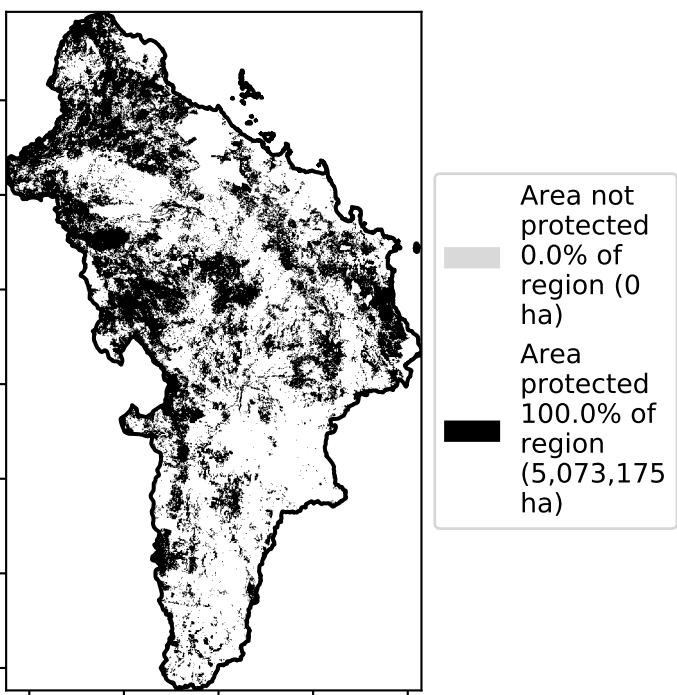 Area not
protected
0.0% of
region (0
ha)
Area
protected
100.0% of
region
(5,073,175
ha)